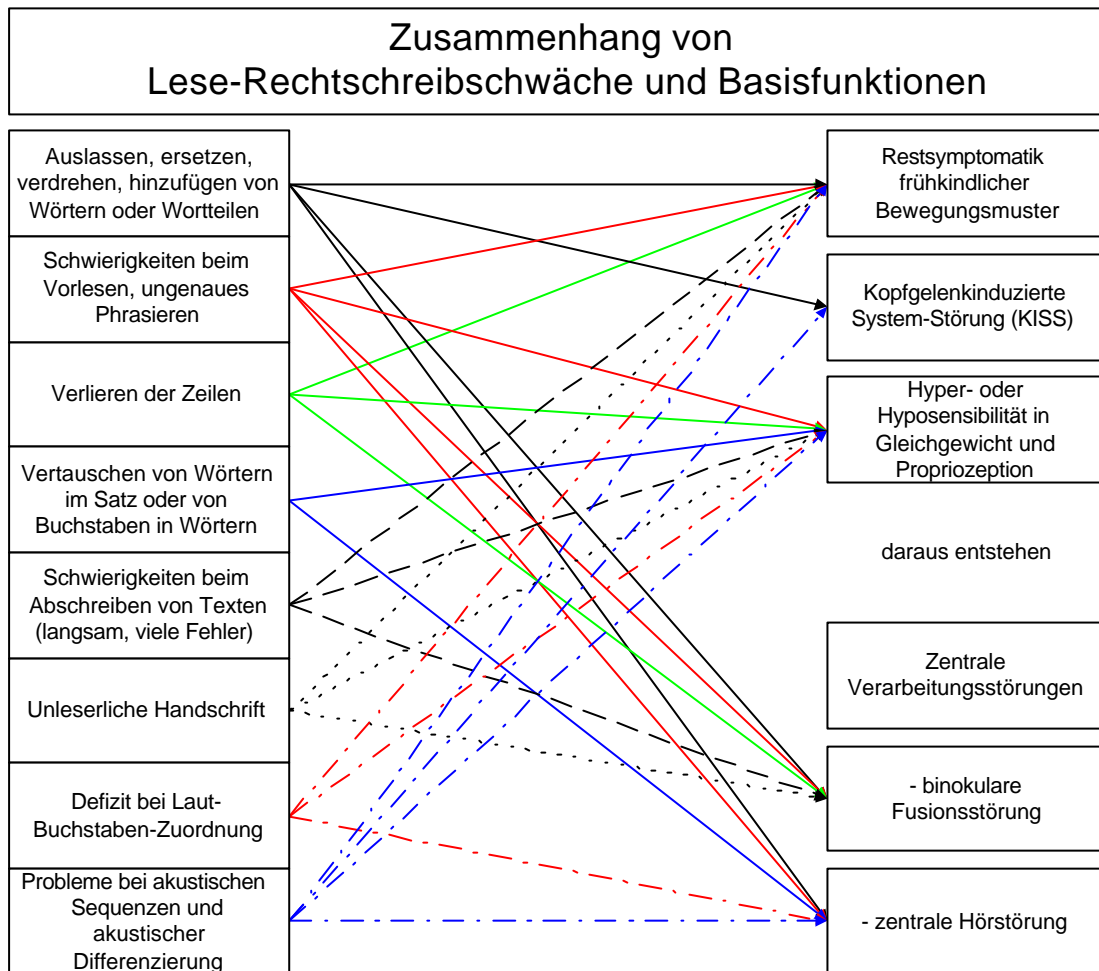 Zusammenhang von
Lese-Rechtschreibschwäche und Basisfunktionen
Auslassen, ersetzen,
verdrehen, hinzufügen von
Wörtern oder Wortteilen
Schwierigkeiten beim
Vorlesen, ungenaues
Phrasieren
Verlieren der Zeilen
Vertauschen von Wörtern
im Satz oder von
Buchstaben in Wörtern
Schwierigkeiten beim
Abschreiben von Texten
(langsam, viele Fehler)
Unleserliche Handschrift
Defizit bei Laut-
Buchstaben-Zuordnung
Probleme bei akustischen
Sequenzen und
akustischer
Differenzierung
Restsymptomatik
frühkindlicher
Bewegungsmuster
Kopfgelenkinduzierte
System-Störung (KISS)
Hyper- oder
Hyposensibilität in
Gleichgewicht und
Propriozeption
daraus entstehen
Zentrale
Verarbeitungsstörungen
- binokulare
Fusionsstörung
- zentrale Hörstörung